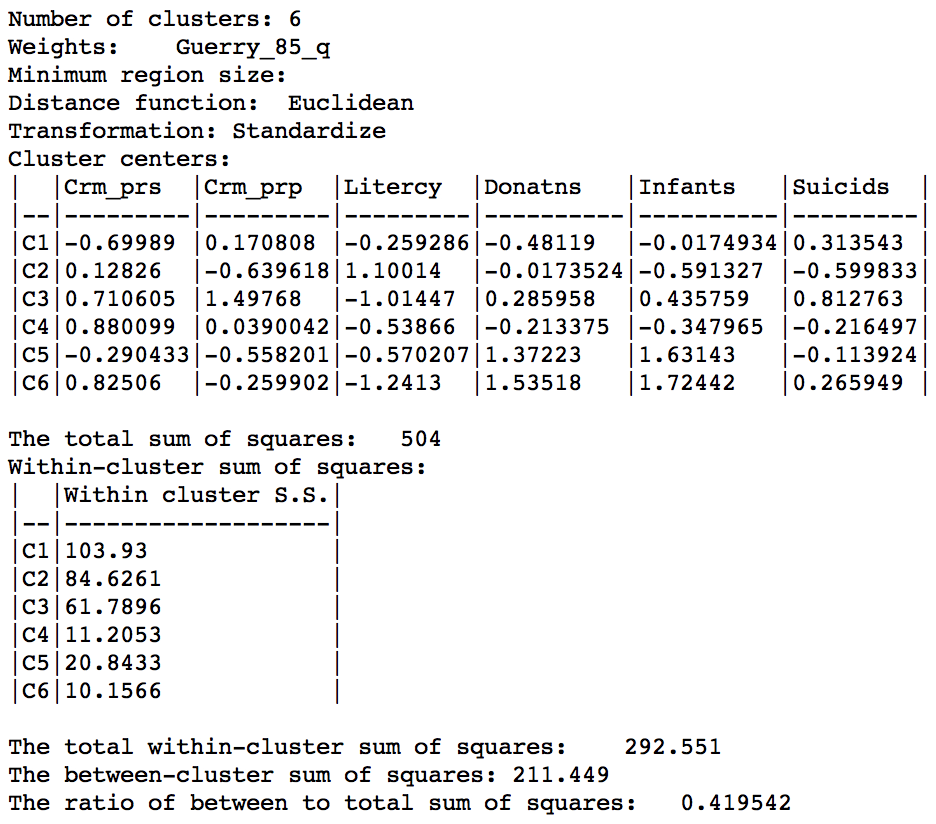 Number of clusters: 6
Weights:    Guerry_85_q
Minimum region size:
Distance function:  Euclidean
Transformation: Standardize
Cluster centers:
|  |Crm_prs  |Crm_prp  |Litercy  |Donatns   |Infants   |Suicids  |
|--|---------|---------|---------|----------|----------|---------|
|C1|-0.69989 |0.170808 |-0.259286|-0.48119  |-0.0174934|0.313543 |
|C2|0.12826  |-0.639618|1.10014  |-0.0173524|-0.591327 |-0.599833|
|C3|0.710605 |1.49768  |-1.01447 |0.285958  |0.435759  |0.812763 |
|C4|0.880099 |0.0390042|-0.53866 |-0.213375 |-0.347965 |-0.216497|
|C5|-0.290433|-0.558201|-0.570207|1.37223   |1.63143   |-0.113924|
|C6|0.82506  |-0.259902|-1.2413  |1.53518   |1.72442   |0.265949 |
The total sum of squares:   504
Within-cluster sum of squares:
|  |Within cluster S.S.|
|--|-------------------|
|C1|103.93             |
|C2|84.6261            |
|C3|61.7896            |
|C4|11.2053            |
|C5|20.8433            |
|C6|10.1566            |
The total within-cluster sum of squares:    292.551
The between-cluster sum of squares: 211.449
The ratio of between to total sum of squares:   0.419542